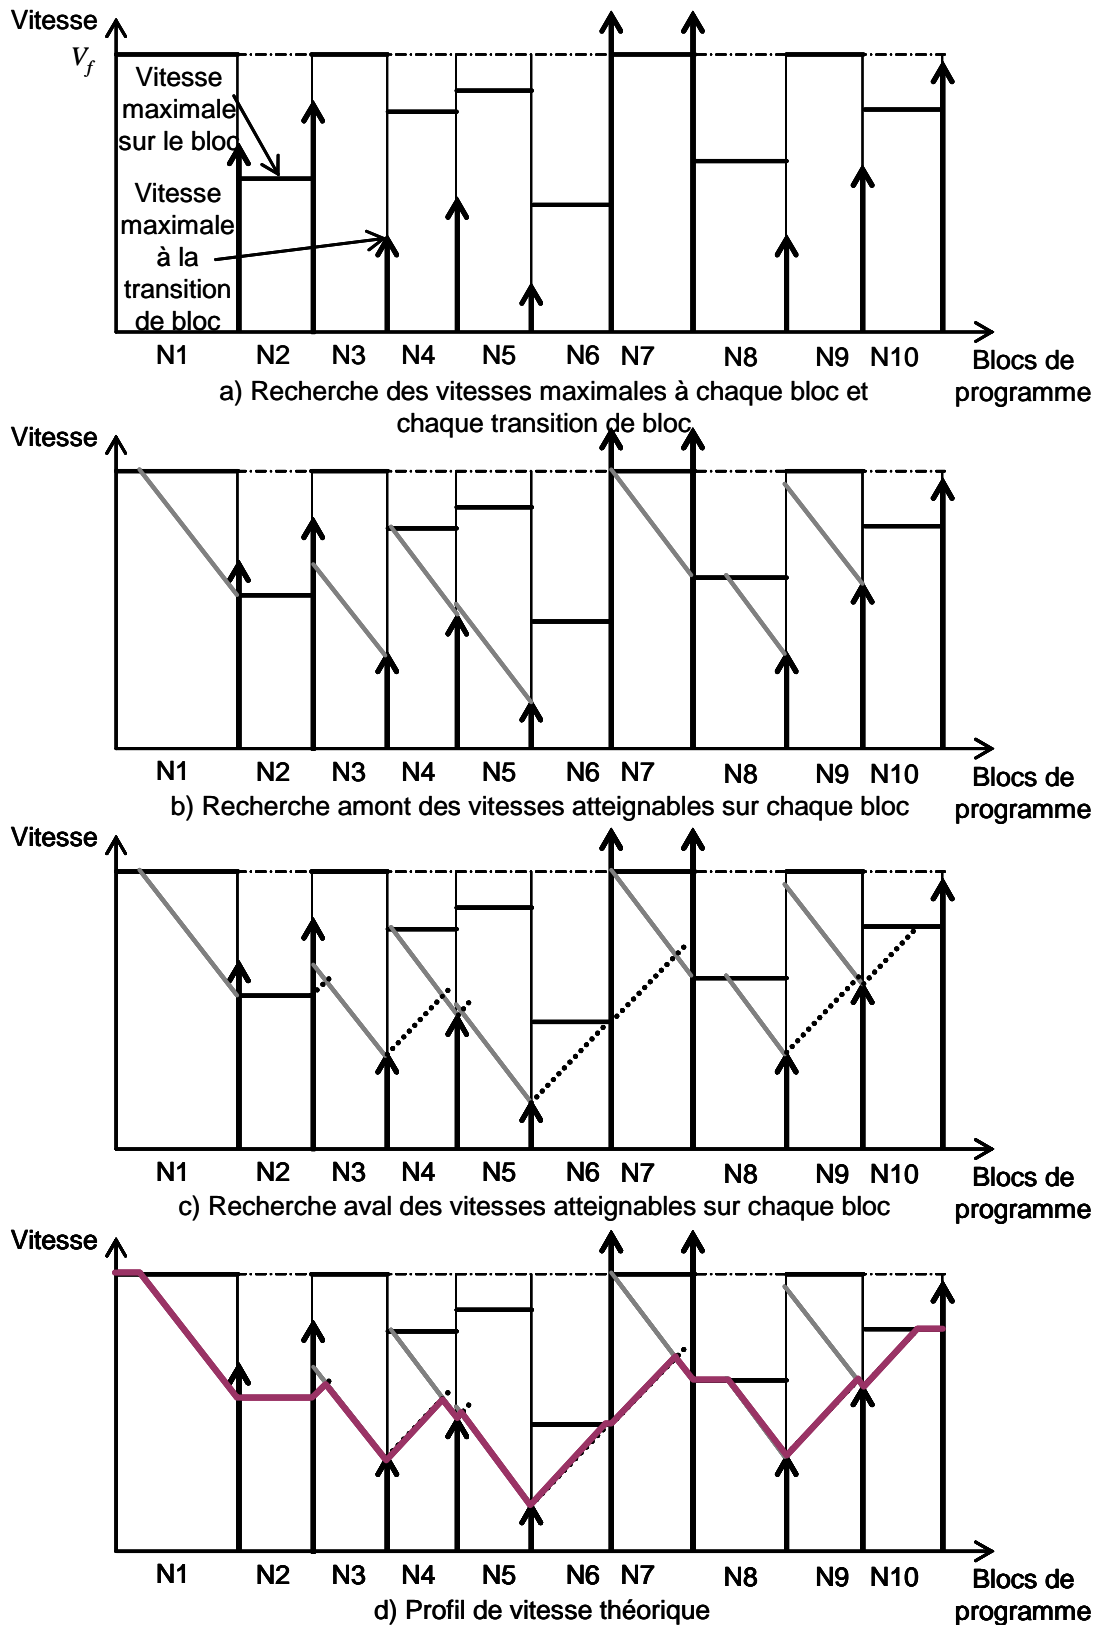 Vitesse
V_f
Vitesse
maximale
sur le bloc
Vitesse
maximale
à la
transition
de bloc
N1 N2 N3 N4 N5 N6 N7 N8 N9 N10
Blocs de
programme
a) Recherche des vitesses maximales à chaque bloc et
chaque transition de bloc
Vitesse
N1 N2 N3 N4 N5 N6 N7 N8 N9 N10
Blocs de
programme
b) Recherche amont des vitesses atteignables sur chaque bloc
Vitesse
N1 N2 N3 N4 N5 N6 N7 N8 N9 N10
Blocs de
programme
c) Recherche aval des vitesses atteignables sur chaque bloc
Vitesse
N1 N2 N3 N4 N5 N6 N7 N8 N9 N10
Blocs de
programme
d) Profil de vitesse théorique